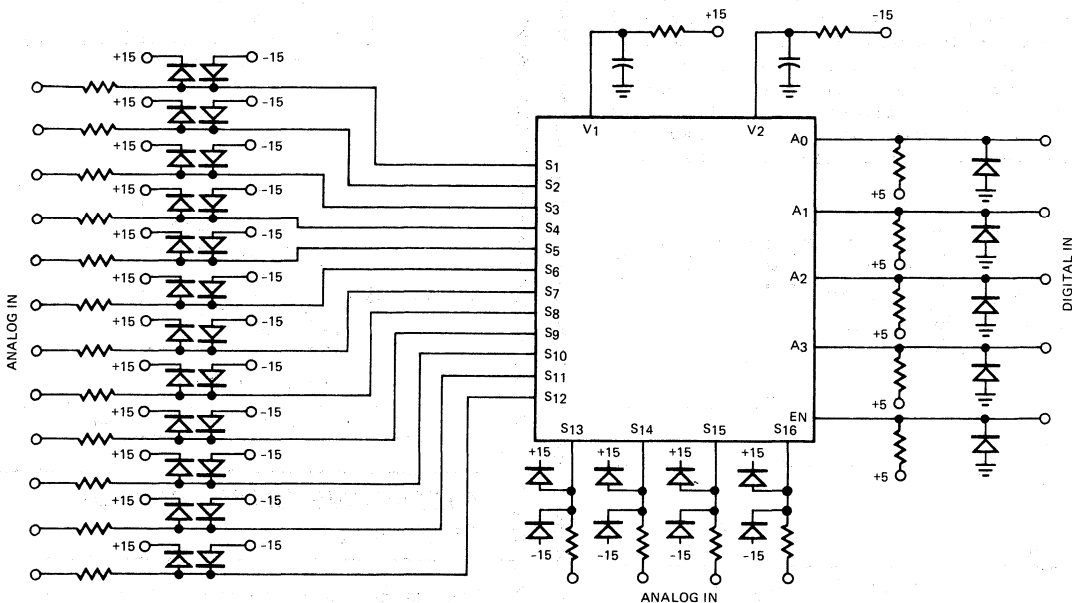 +15 -15
+15 -15
+15 -15
+15 -15
+15 -15
+15 -15
+15 -15
+15 -15
+15 -15
+15 -15
+15 -15
+15 -15
+15 -15
ANALOG IN
V1 V2
S1
S2
S3
S4
S5
S6
S7
S8
S9
S10
S11
S12
S13 S14 S15 S16
A0
A1
A2
A3
EN
+5
+5
+5
+5
+5
DIGITAL IN
+15 +15 +15 +15
-15 -15 -15 -15
ANALOG IN